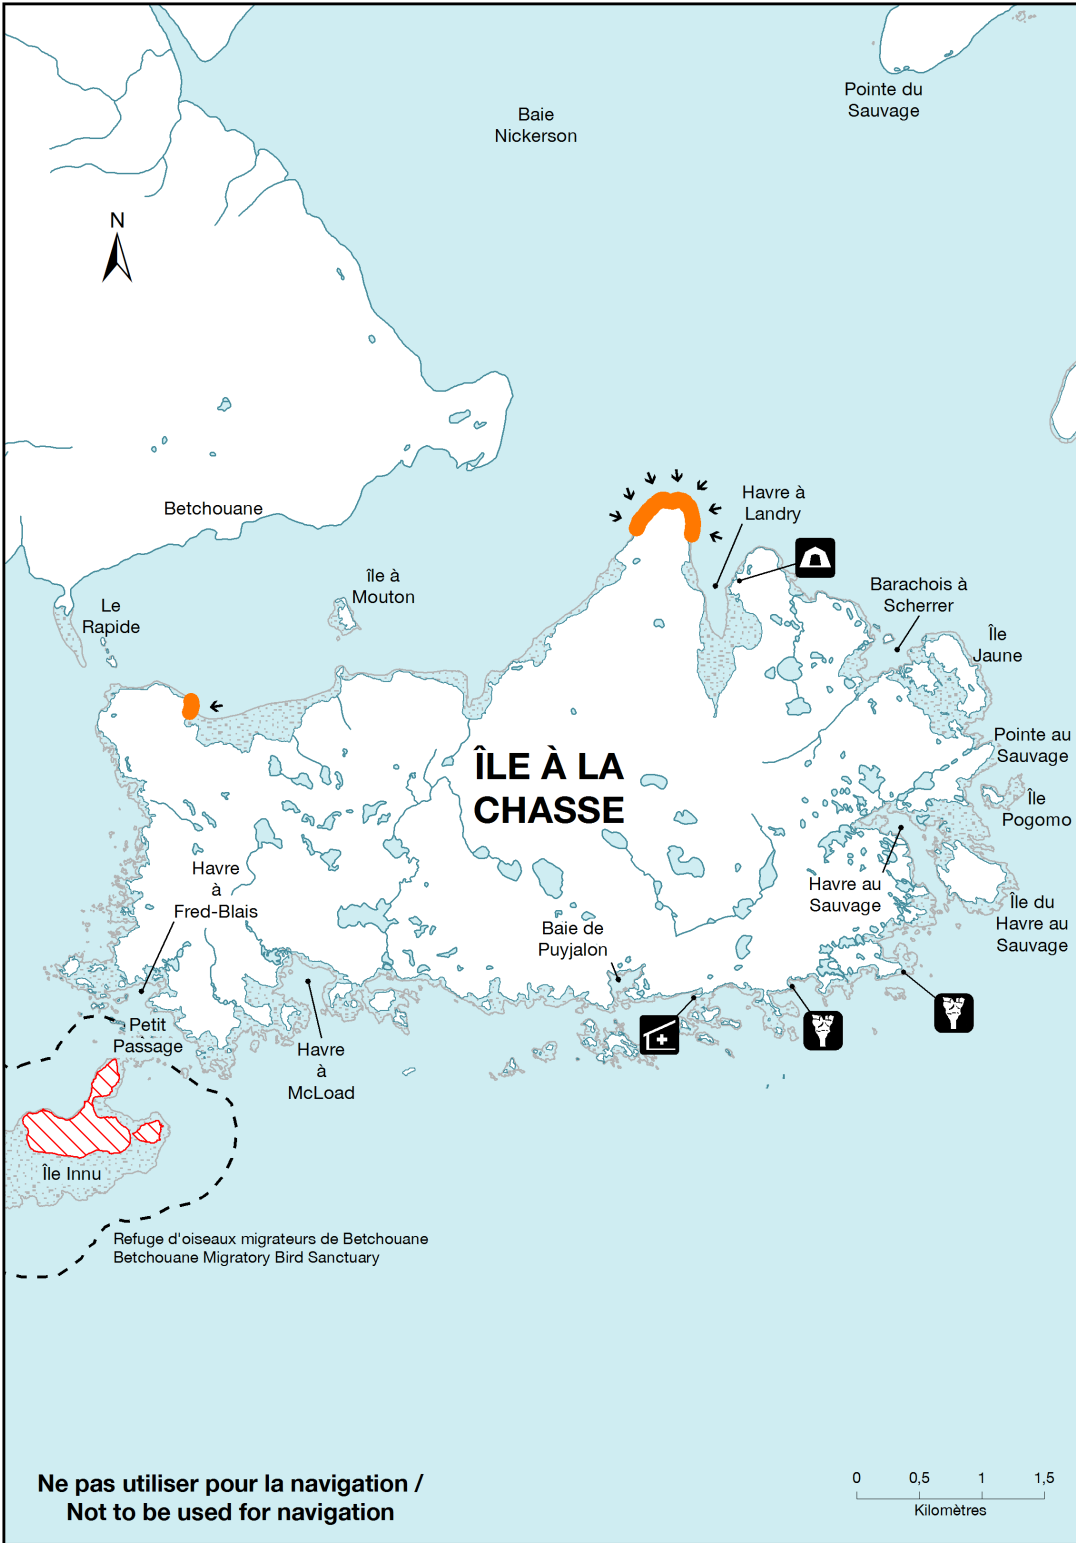 Pointe du
Sauvage
Baie
Nickerson
N
Havre à
Landry
Betchouane
île à
Mouton
Barachois à
Scherrer
Le
Rapide
Île
Jaune
Pointe au
Sauvage
ÎLE À LA
CHASSE
Île
Pogomo
Havre
à
Fred-Blais
Havre au
Sauvage
Île du
Havre au
Sauvage
Baie de
Puyjalon
Petit
Passage
Havre
à
McLoad
Île Innu
Refuge d'oiseaux migrateurs de Betchouane
Betchouane Migratory Bird Sanctuary
Ne pas utiliser pour la navigation /
Not to be used for navigation
0 0,5 1 1,5
Kilomètres